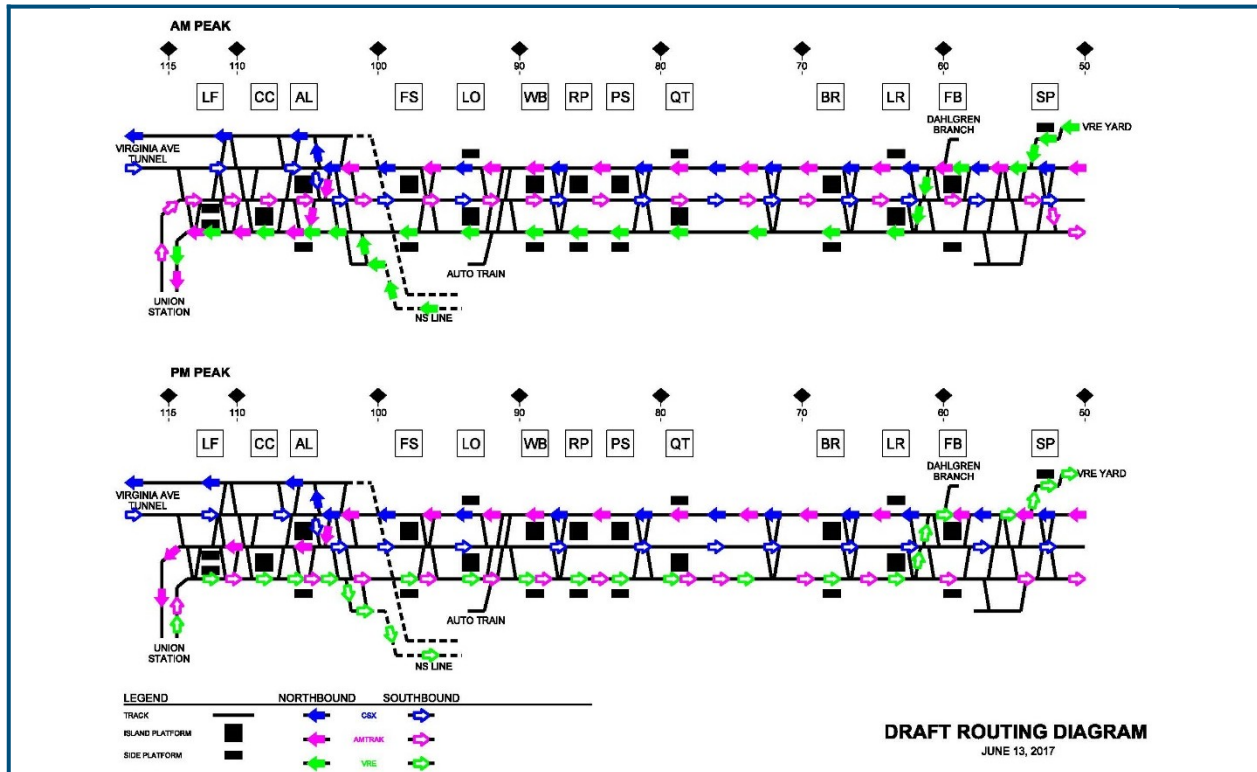 AM PEAK
115 110 100 90 80 70 60 50
LF CC AL FS LO WB RP PS QT BR LR FB SP
DAHLGREN
BRANCH
VRE YARD
VIRGINIA AVE
TUNNEL
AUTO TRAIN
UNION
STATION
NS LINE
PM PEAK
115 110 100 90 80 70 60 50
LF CC AL FS LO WB RP PS QT BR LR FB SP
DAHLGREN
BRANCH
VRE YARD
VIRGINIA AVE
TUNNEL
AUTO TRAIN
UNION
STATION
NS LINE
LEGEND NORTHBOUND SOUTHBOUND
TRACK CSX
ISLAND PLATFORM AMTRAK
SIDE PLATFORM VRE
DRAFT ROUTING DIAGRAM
JUNE 13, 2017